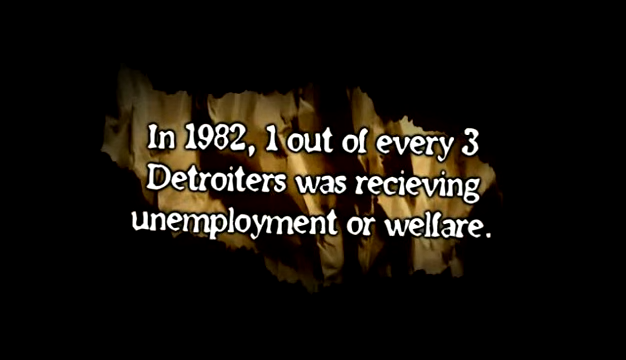 In 1982, 1 out of every 3
Detroiters was recieving
unemployment or welfare.